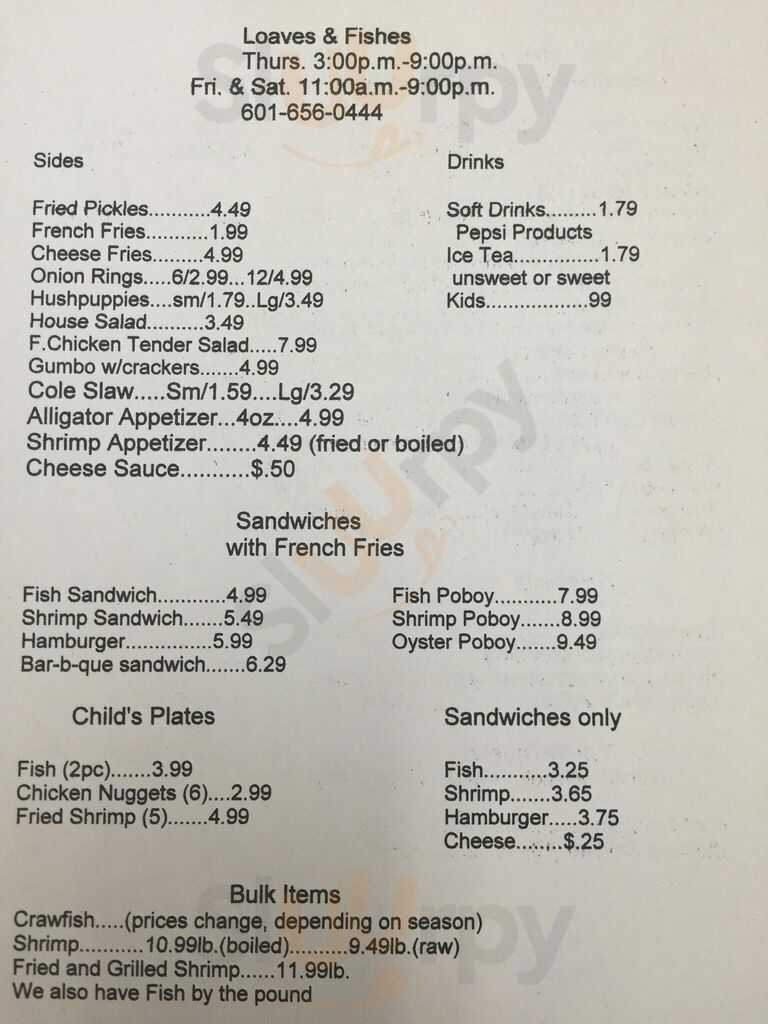 Loaves & Fishes
Thurs. 3:00p.m.-9:00p.m.
Fri. & Sat. 11:00a.m.-9:00p.m.
601-656-0444
Sides
Fried Pickles...........4.49
French Fries..........1.99
Cheese Fries.........4.99
Onion Rings.....6/2.99...12/4.99
Hushpuppies....sm/1.79..Lg/3.49
House Salad..........3.49
F.Chicken Tender Salad.....7.99
Gumbo w/crackers.......4.99
Cole Slaw.....Sm/1.59....Lg/3.29
Alligator Appetizer...4oz....4.99
Shrimp Appetizer........4.49 (fried or boiled)
Cheese Sauce...........$.50
Drinks
Soft Drinks.........1.79
Pepsi Products
Ice Tea...............1.79
unsweet or sweet
Kids..................99
Sandwiches
with French Fries
Fish Sandwich............4.99
Shrimp Sandwich.......5.49
Hamburger...............5.99
Bar-b-que sandwich.......6.29
Fish Poboy...........7.99
Shrimp Poboy.......8.99
Oyster Poboy.......9.49
Child's Plates
Fish (2pc).......3.99
Chicken Nuggets (6)....2.99
Fried Shrimp (5).......4.99
Sandwiches only
Fish...........3.25
Shrimp.......3.65
Hamburger.....3.75
Cheese........$.25
Bulk Items
Crawfish.....(prices change, depending on season)
Shrimp...........10.99lb.(boiled)..........9.49lb.(raw)
Fried and Grilled Shrimp......11.99lb.
We also have Fish by the pound
slurpy
slurpy
slurpy